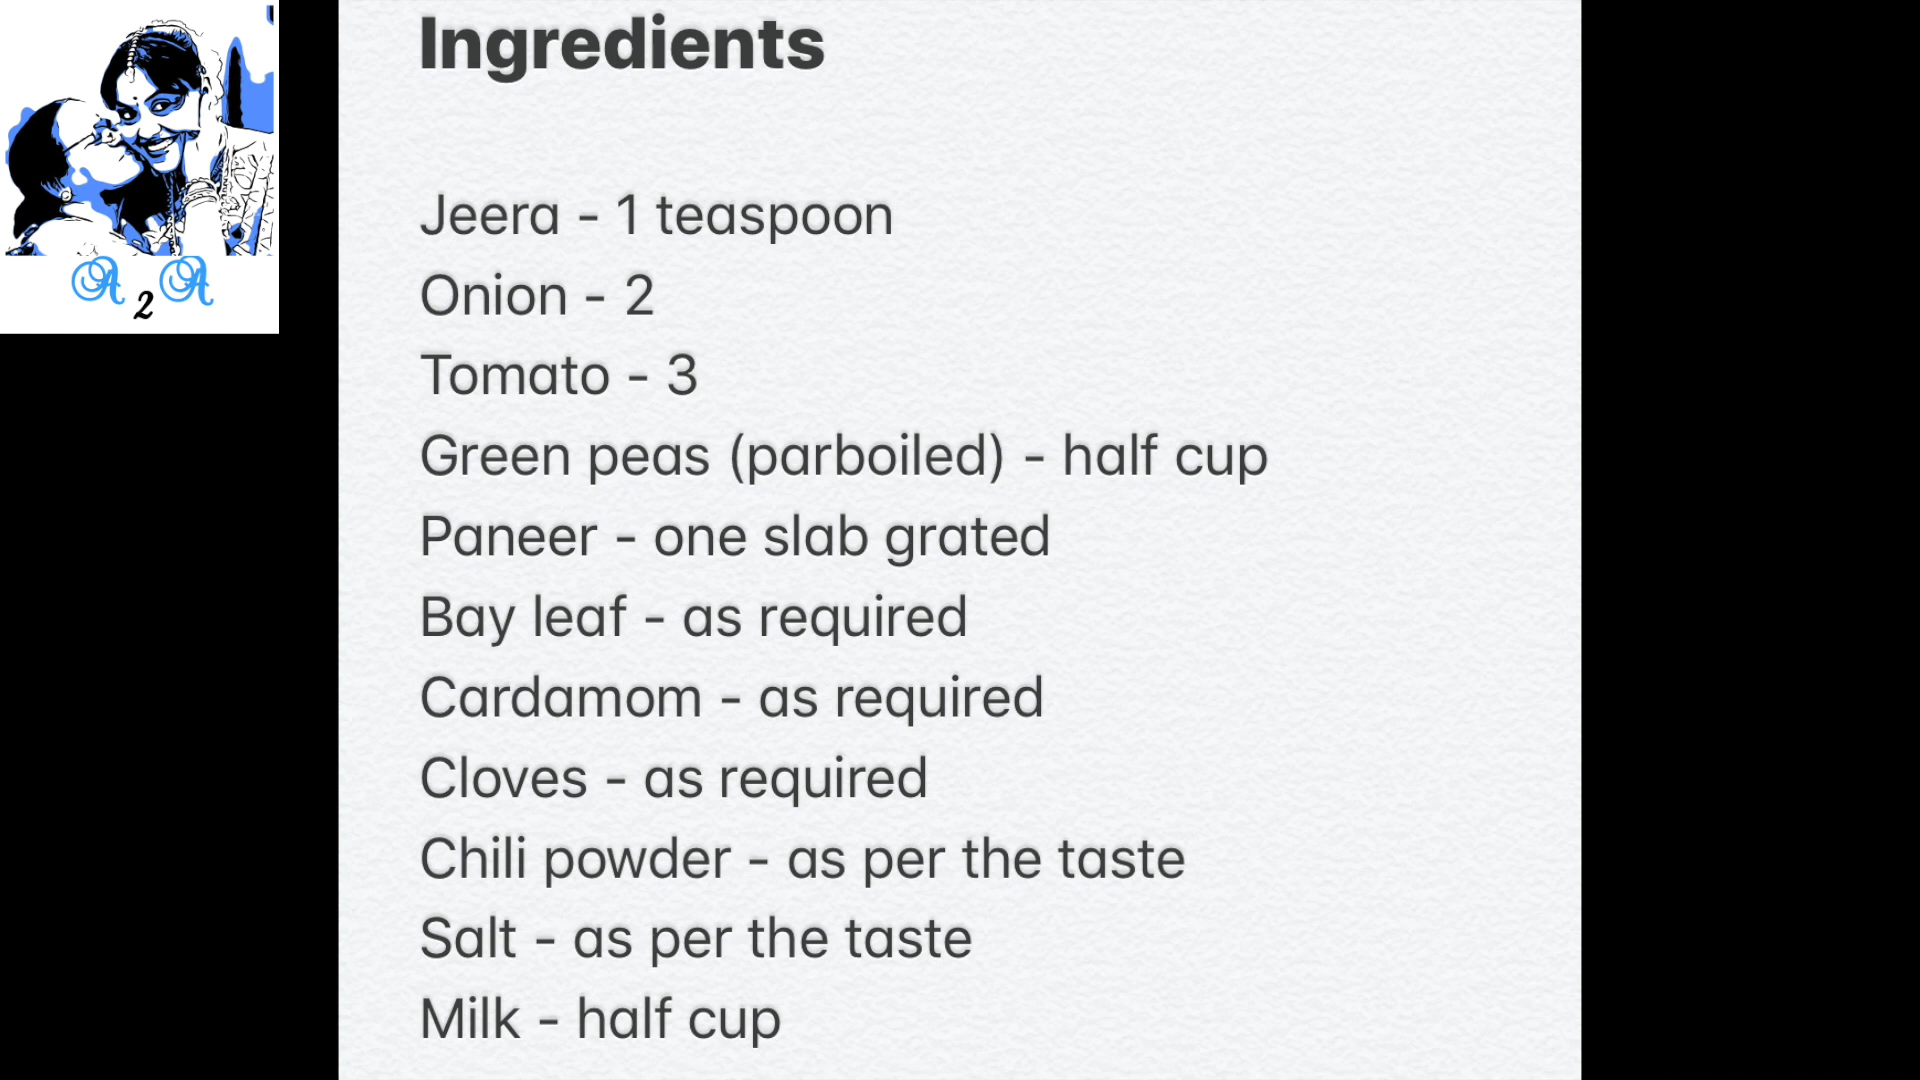 Ingredients
Jeera - 1 teaspoon
Onion - 2
Tomato - 3
Green peas (parboiled) - half cup
Paneer - one slab grated
Bay leaf - as required
Cardamom - as required
Cloves - as required
Chili powder - as per the taste
Salt - as per the taste
Milk - half cup
A 2 A